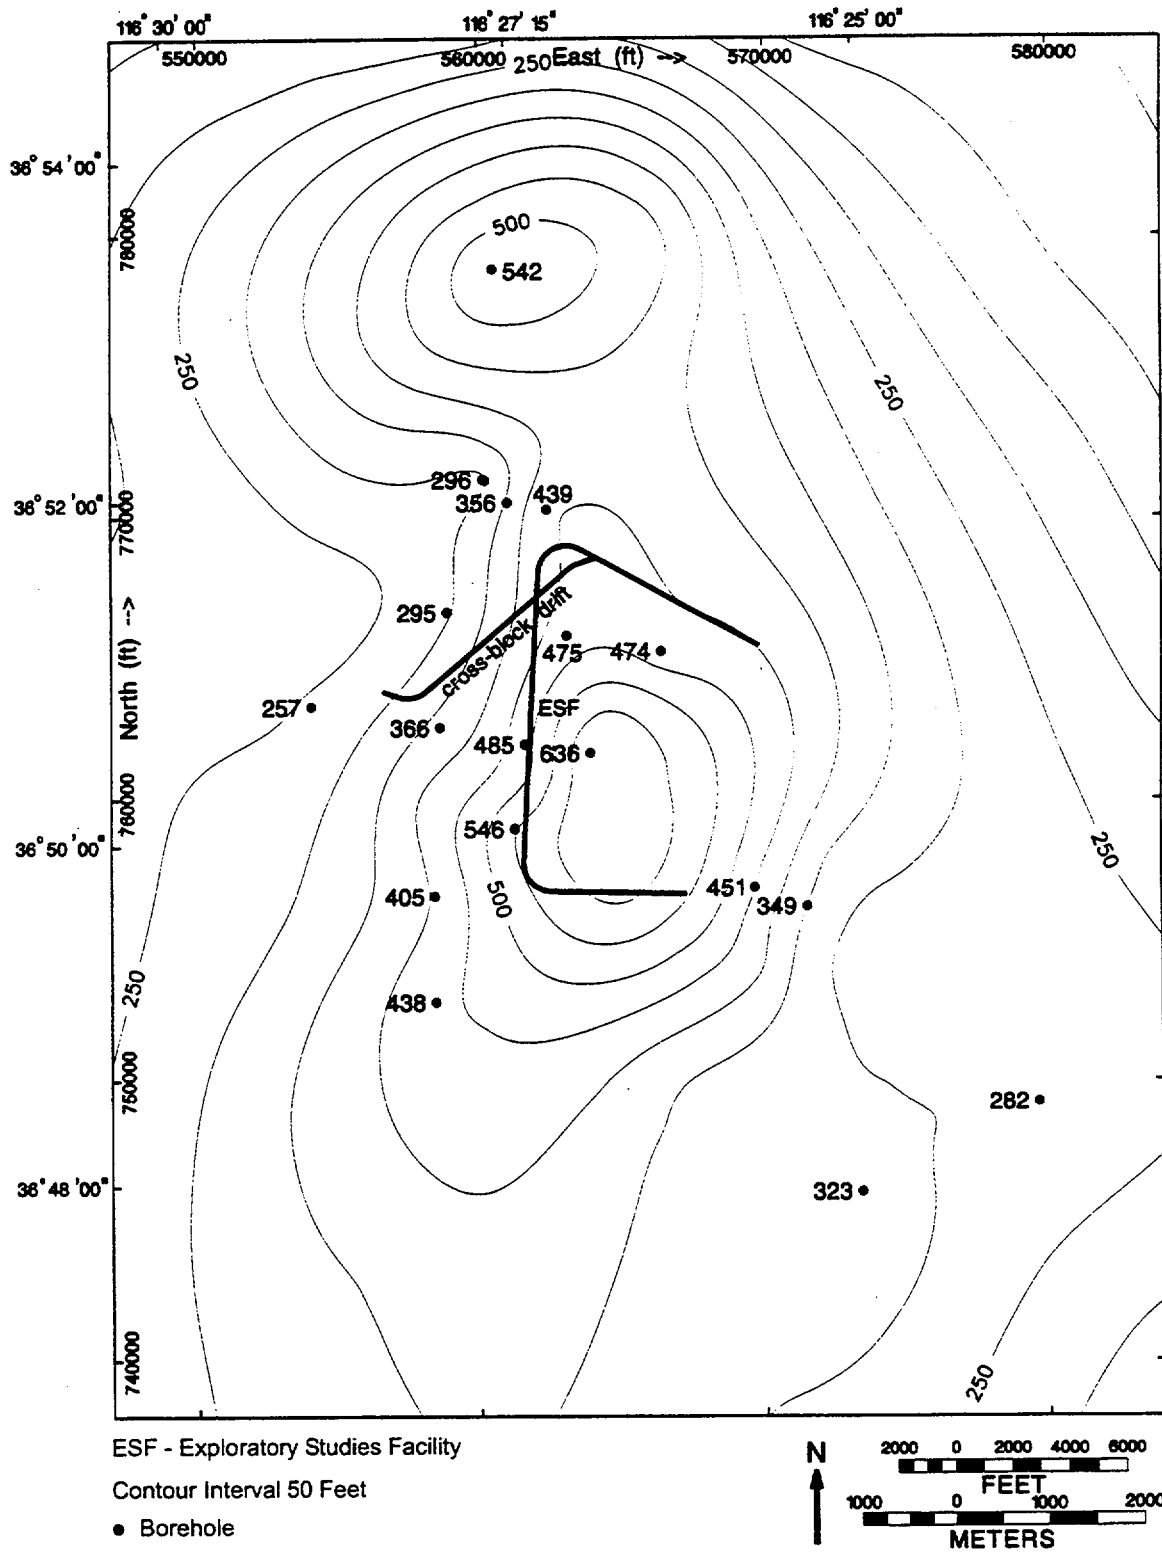 116° 30' 00" 116° 27' 15" 116° 25' 00"
550000 560000 East (ft) --> 570000 580000
250
36° 54' 00"
780000
500
542
250
250
296
356
439
36° 52' 00"
770000
295
cross-block drift
475
474
North (ft) -->
257
ESF
366
485
636
760000
546
36° 50' 00"
250
405
500
451
349
250
438
750000
282
36° 48' 00"
323
740000
250
ESF - Exploratory Studies Facility
Contour Interval 50 Feet
Borehole
N
2000 0 2000 4000 6000
FEET
1000 0 1000 2000
METERS